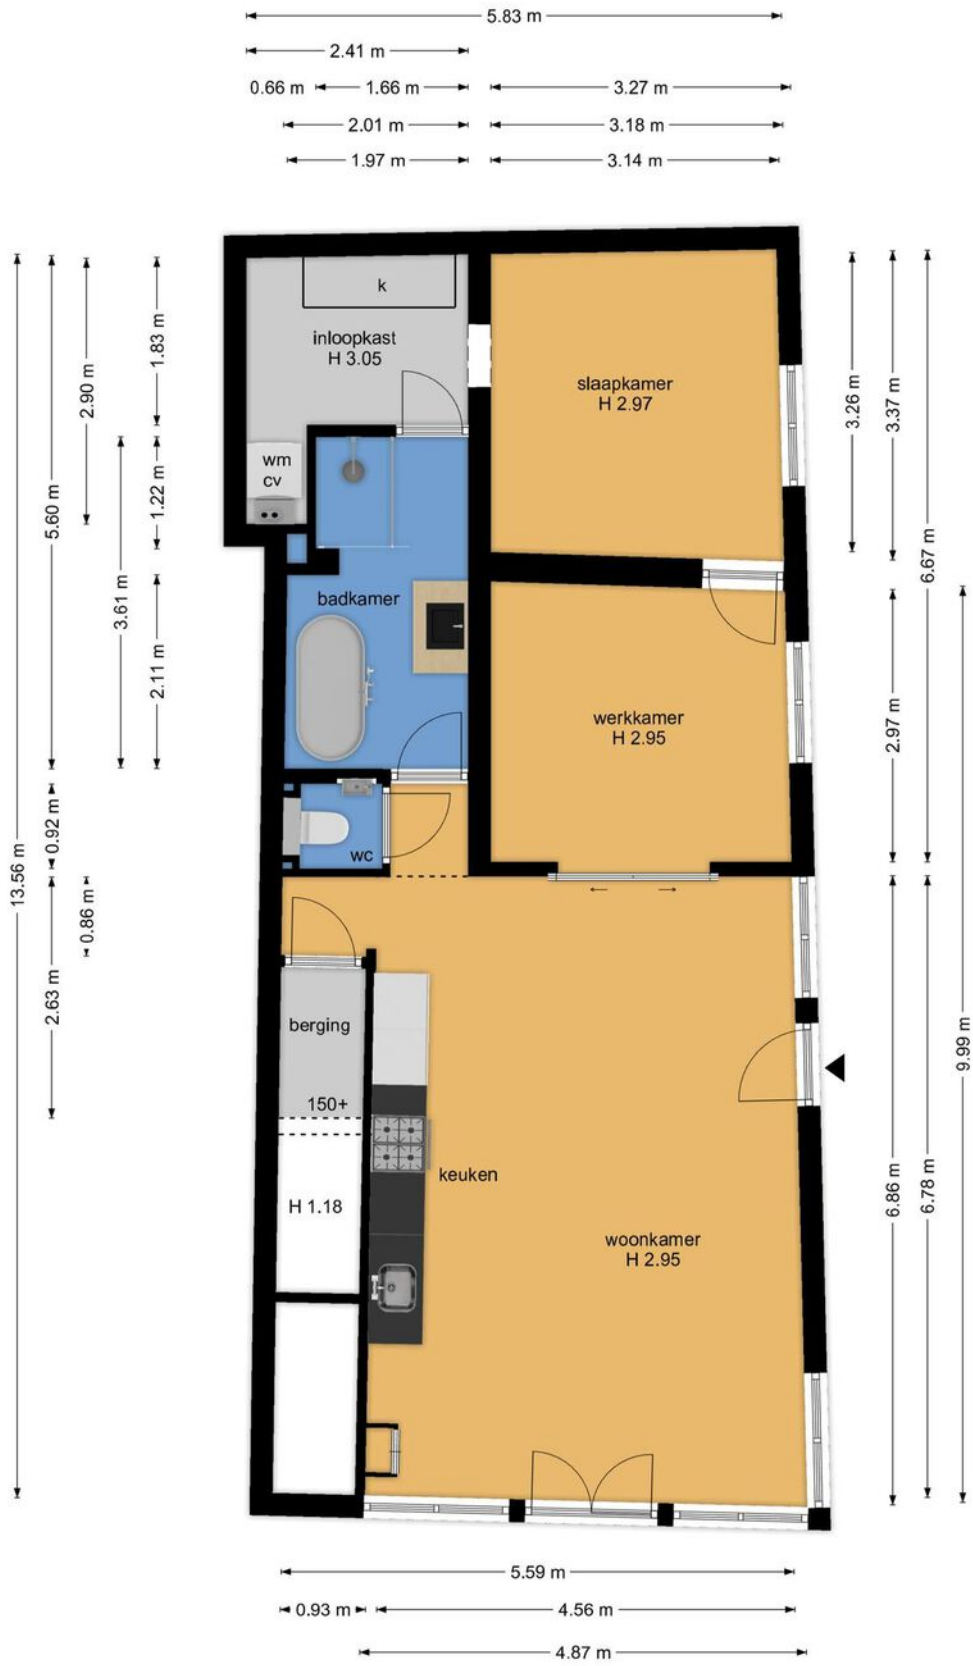 5.83 m
2.41 m
0.66 m
1.66 m
3.27 m
2.01 m
3.18 m
1.97 m
3.14 m
k
inloopkast
H 3.05
slaapkamer
H 2.97
wm
cv
badkamer
werkkamer
H 2.95
wc
berging
150+
keuken
H 1.18
woonkamer
H 2.95
13.56 m
5.60 m
0.92 m
2.63 m
2.90 m
0.86 m
3.61 m
1.83 m
1.22 m
2.11 m
3.26 m
3.37 m
2.97 m
6.86 m
6.67 m
6.78 m
9.99 m
5.59 m
0.93 m
4.56 m
4.87 m